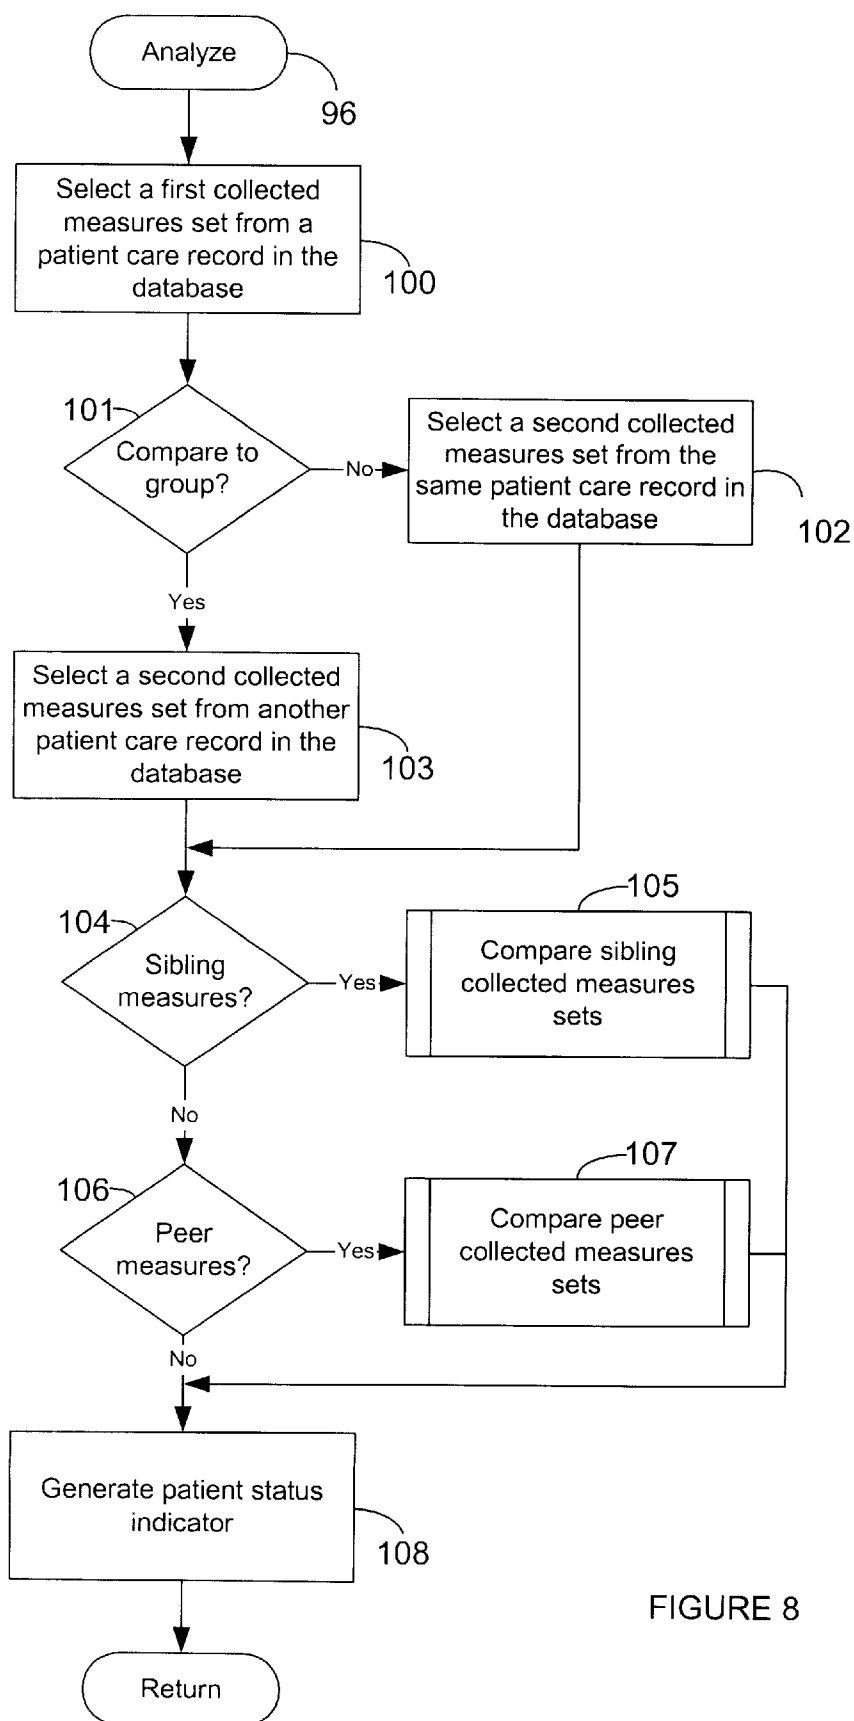 Analyze
96
Select a first collected
measures set from a
patient care record in the
database
100
101
Compare to
group?
No
Select a second collected
measures set from the
same patient care record in
the database
102
Yes
Select a second collected
measures set from another
patient care record in the
database
103
104
Sibling
measures?
Yes
105
Compare sibling
collected measures
sets
No
106
Peer
measures?
Yes
107
Compare peer
collected measures
sets
No
Generate patient status
indicator
108
Return
FIGURE 8